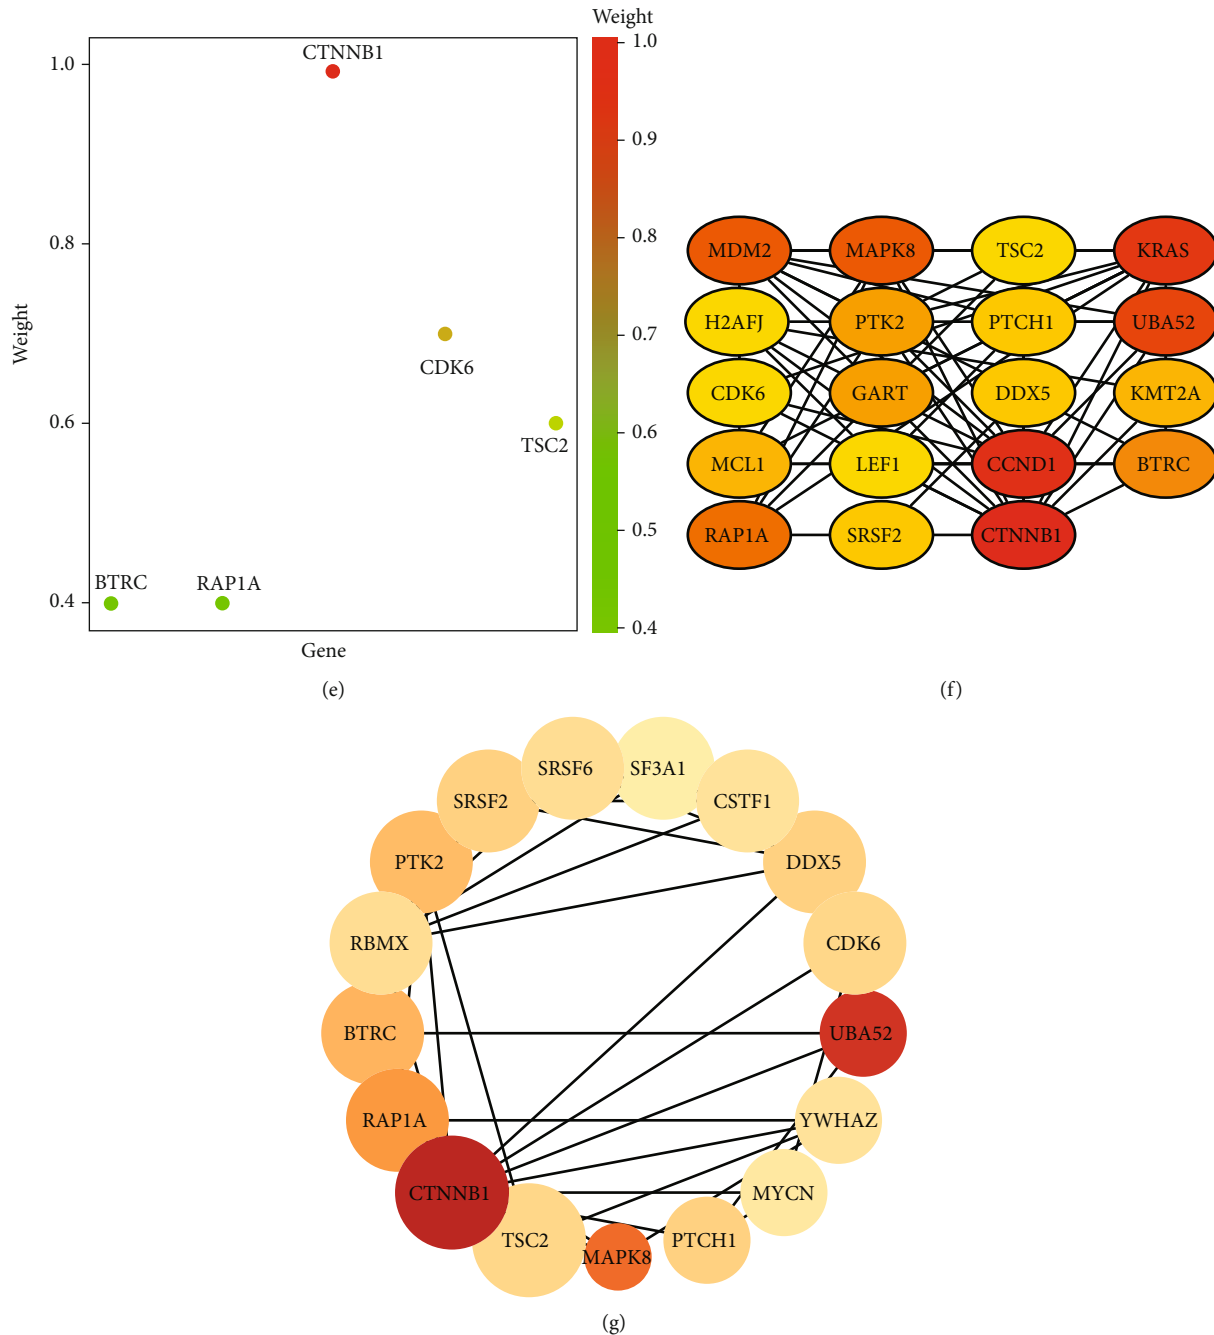 Weight
1.0
0.8
0.6
0.4
Weight
CTNNB1
CDK6
TSC2
BTRC
RAP1A
Gene
1.0
0.9
0.8
0.7
0.6
0.5
0.4
(e)
MDM2 MAPK8 TSC2 KRAS
H2AFJ PTK2 PTCH1 UBA52
CDK6 GART DDX5 KMT2A
MCL1 LEF1 CCND1 BTRC
RAP1A SRSF2 CTNNB1
(f)
SRSF6 SF3A1
SRSF2 CSTF1
PTK2 DDX5
RBMX CDK6
BTRC UBA52
RAP1A YWHAZ
CTNNB1 MYCN
TSC2 MAPK8 PTCH1
(g)